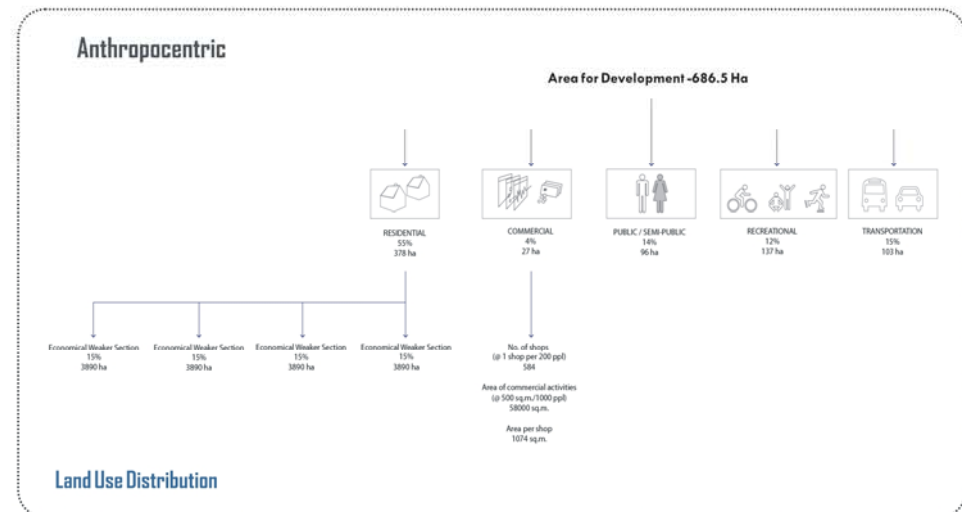 Anthropocentric
Area for Development -686.5 Ha
RESIDENTIAL
55%
378 ha
COMMERCIAL
4%
27 ha
PUBLIC / SEMI-PUBLIC
14%
96 ha
RECREATIONAL
12%
137 ha
TRANSPORTATION
15%
103 ha
Economical Weaker Section
15%
3890 ha
Economical Weaker Section
15%
3890 ha
Economical Weaker Section
15%
3890 ha
Economical Weaker Section
15%
3890 ha
No. of shops
(@ 1 shop per 200 ppl)
584
Area of commercial activities
(@ 500 sq.m./1000 ppl)
58000 sq.m.
Area per shop
1074 sq.m.
Land Use Distribution